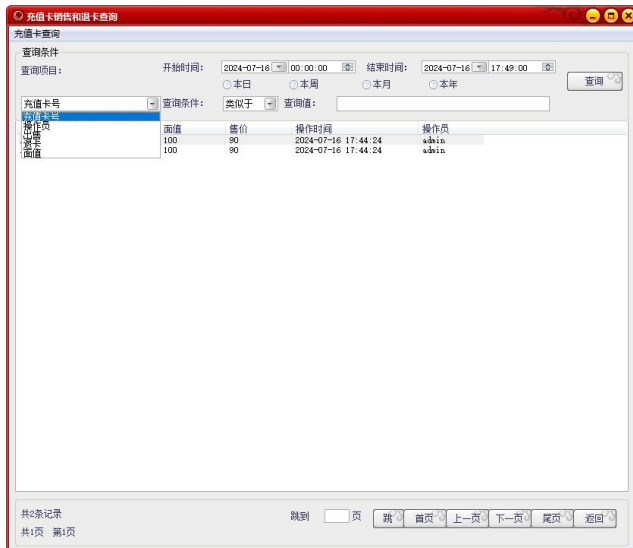 充值卡销售和退卡查询
充值卡查询
查询条件
查询项目：
开始时间： 2024-07-16 00:00:00 结束时间： 2024-07-16 17:49:00
本日 本周 本月 本年
查询
充值卡号 查询条件： 类似于 查询值：
充值卡号
操作员
出售
退卡
面值
面值 售价 操作时间 操作员
100 90 2024-07-16 17:44:24 admin
100 90 2024-07-16 17:44:24 admin
共2条记录
跳到 页 跳 首页 上一页 下一页 尾页 返回
共1页 第1页